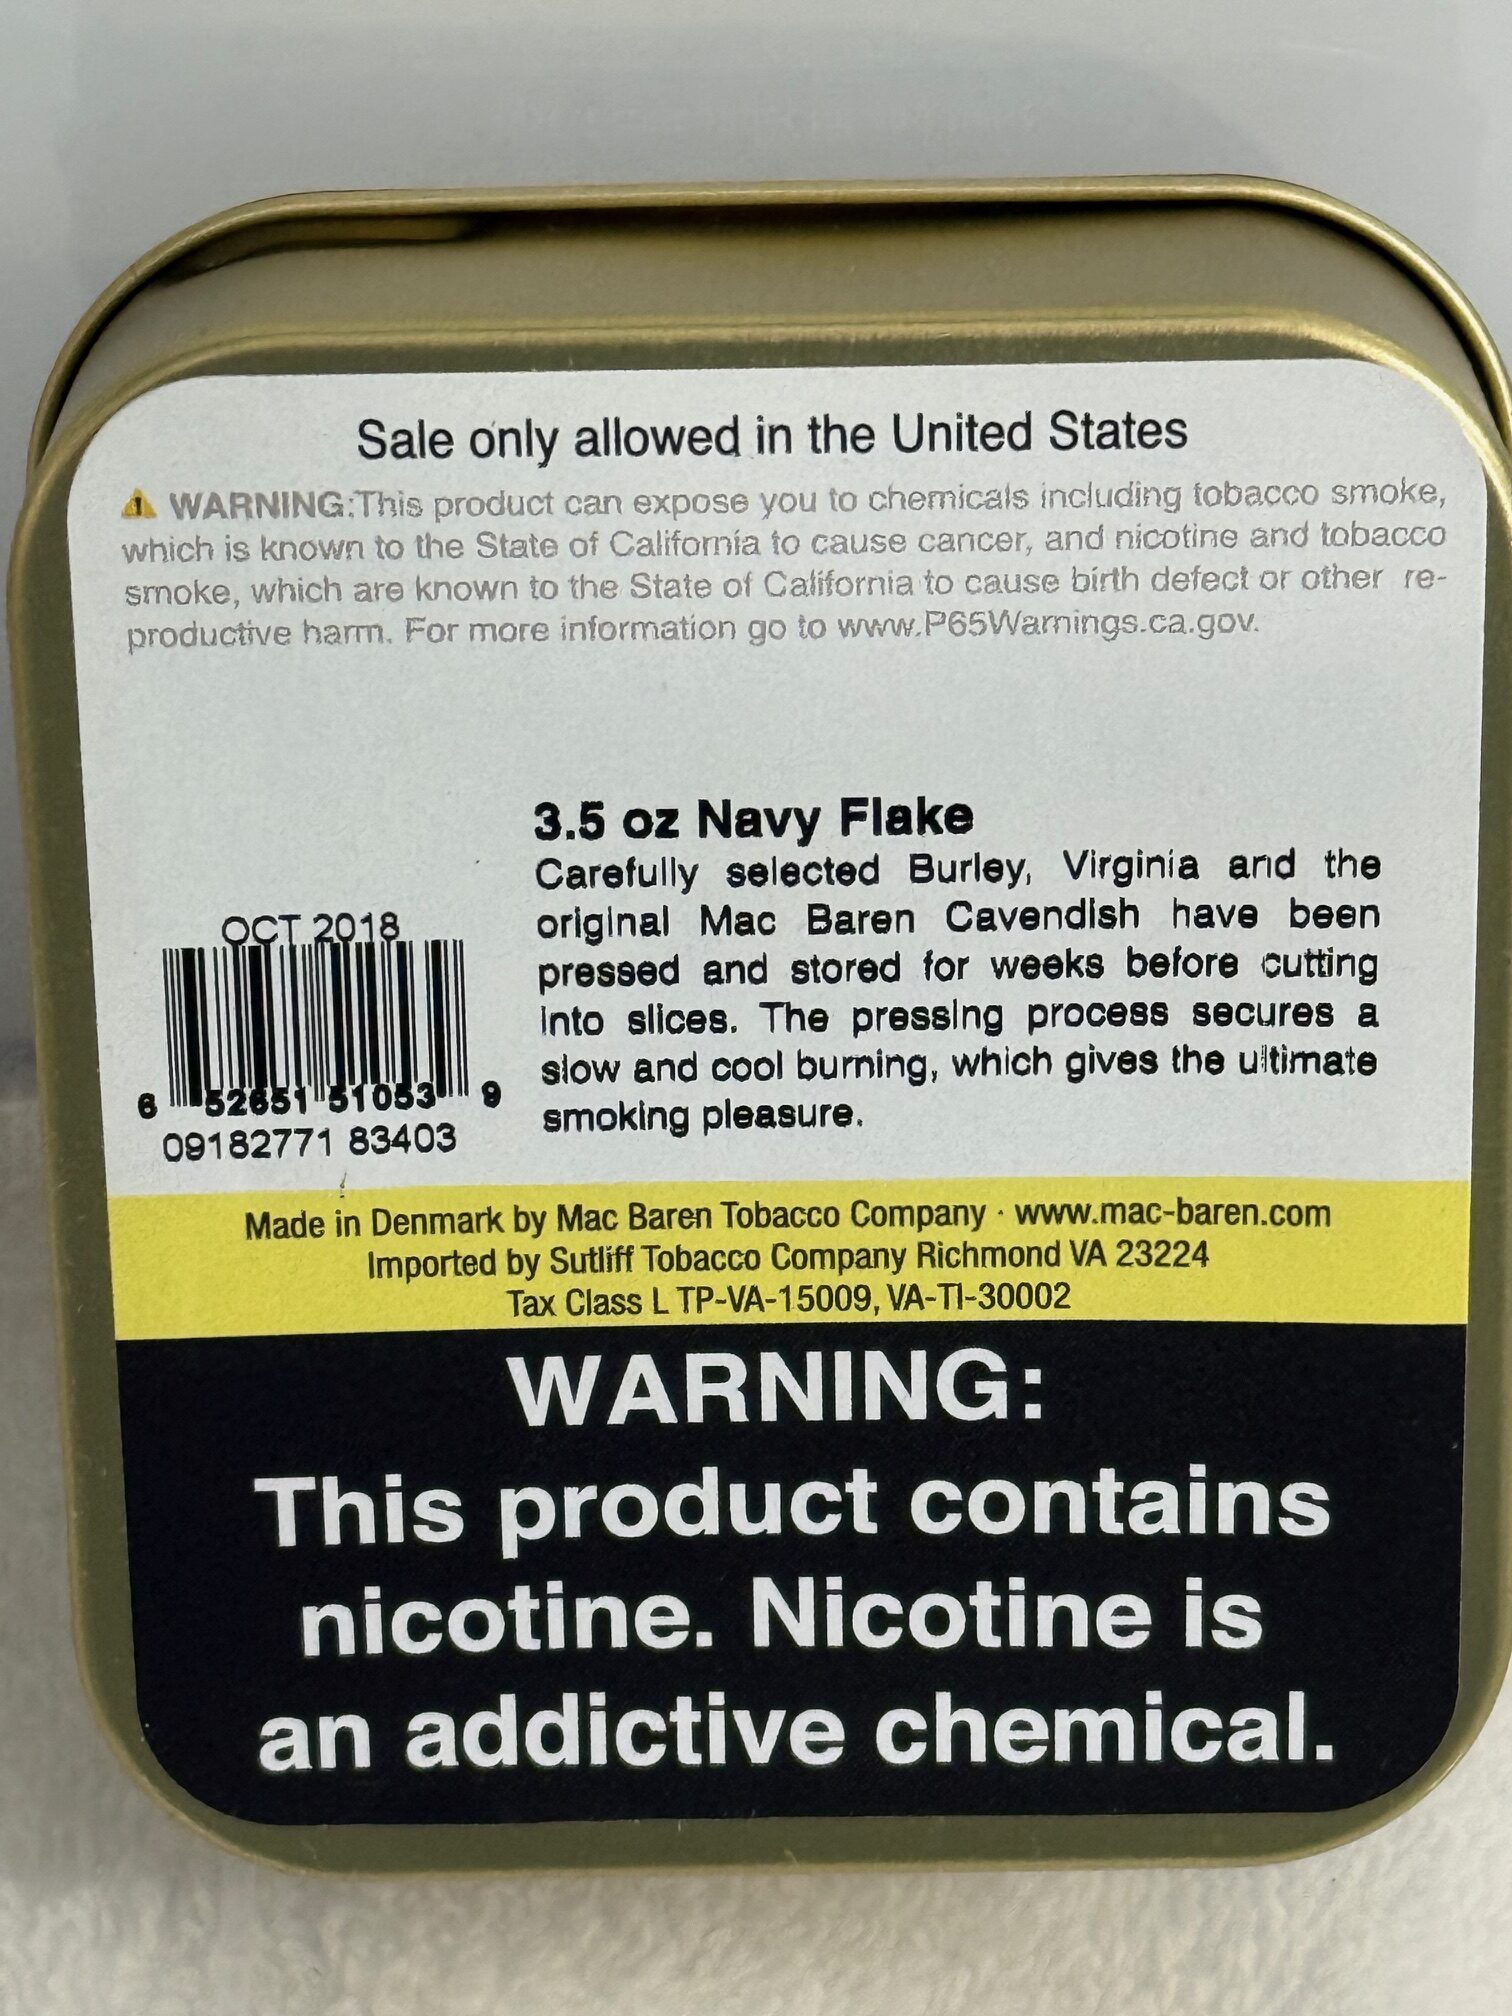 Sale only allowed in the United States
⚠ WARNING:This product can expose you to chemicals including tobacco smoke,
which is known to the State of California to cause cancer, and nicotine and tobacco
smoke, which are known to the State of California to cause birth defect or other re-
productive harm. For more information go to www.P65Warnings.ca.gov.
3.5 oz Navy Flake
Carefully selected Burley, Virginia and the
original Mac Baren Cavendish have been
pressed and stored for weeks before cutting
into slices. The pressing process secures a
slow and cool burning, which gives the ultimate
smoking pleasure.
OCT 2018
6 52651 51053 9
09182771 83403
Made in Denmark by Mac Baren Tobacco Company · www.mac-baren.com
Imported by Sutliff Tobacco Company Richmond VA 23224
Tax Class L TP-VA-15009, VA-TI-30002
WARNING:
This product contains
nicotine. Nicotine is
an addictive chemical.